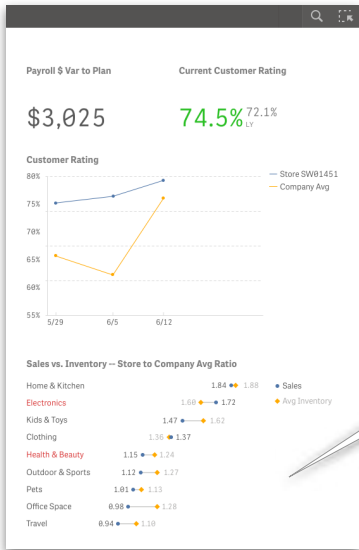 Payroll $ Var to Plan
Current Customer Rating
$3,025
74.5% 72.1%
LY
Customer Rating
80%
75%
70%
65%
60%
55%
5/29 6/5 6/12
Store SW01451
Company Avg
Sales vs. Inventory -- Store to Company Avg Ratio
Home & Kitchen 1.84 1.88
Electronics 1.60 1.72
Kids & Toys 1.47 1.62
Clothing 1.36 1.37
Health & Beauty 1.15 1.24
Outdoor & Sports 1.12 1.27
Pets 1.01 1.13
Office Space 0.98 1.28
Travel 0.94 1.10
Sales
Avg Inventory